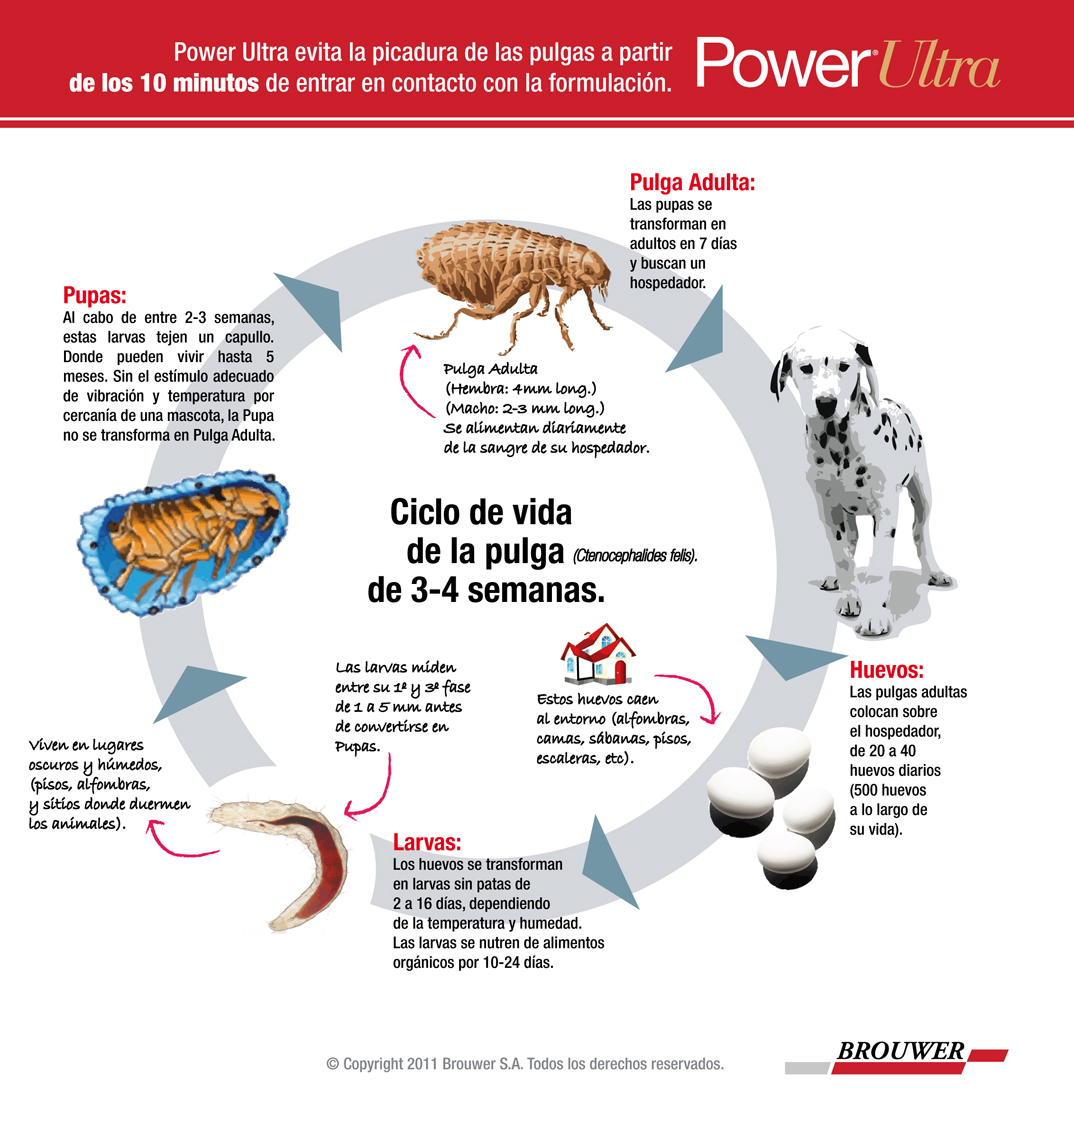 Power Ultra evita la picadura de las pulgas a partir
de los 10 minutos de entrar en contacto con la formulación.
Power® Ultra
Pulga Adulta:
Las pupas se
transforman en
adultos en 7 días
y buscan un
hospedador.
Pupas:
Al cabo de entre 2-3 semanas,
estas larvas tejen un capullo.
Donde pueden vivir hasta 5
meses. Sin el estímulo adecuado
de vibración y temperatura por
cercanía de una mascota, la Pupa
no se transforma en Pulga Adulta.
Pulga Adulta
(Hembra: 4mm long.)
(Macho: 2-3 mm long.)
Se alimentan diariamente
de la sangre de su hospedador.
Ciclo de vida
de la pulga (Ctenocephalides felis).
de 3-4 semanas.
Las larvas miden
entre su 1º y 3º fase
de 1 a 5 mm antes
de convertirse en
Pupas.
Estos huevos caen
al entorno (alfombras,
camas, sábanas, pisos,
escaleras, etc).
Huevos:
Las pulgas adultas
colocan sobre
el hospedador,
de 20 a 40
huevos diarios
(500 huevos
a lo largo de
su vida).
Viven en lugares
oscuros y húmedos,
(pisos, alfombras,
y sitios donde duermen
los animales).
Larvas:
Los huevos se transforman
en larvas sin patas de
2 a 16 días, dependiendo
de la temperatura y humedad.
Las larvas se nutren de alimentos
orgánicos por 10-24 días.
© Copyright 2011 Brouwer S.A. Todos los derechos reservados.
BROUWER